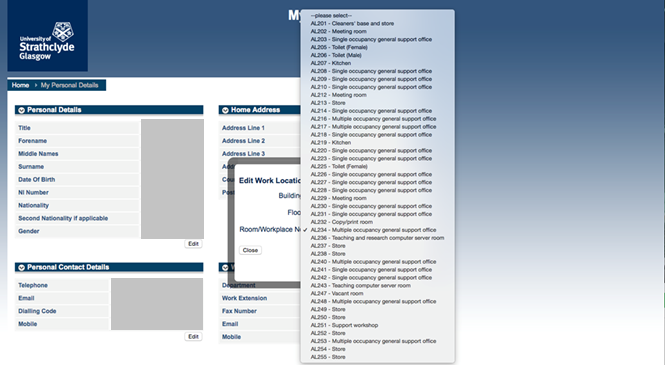 University of
Strathclyde
Glasgow
My
Home
My Personal Details
Personal Details
Title
Forename
Middle Names
Surname
Date Of Birth
NI Number
Nationality
Second Nationality if applicable
Gender
Edit
Personal Contact Details
Telephone
Email
Dialling Code
Mobile
Edit
Home Address
Address Line 1
Address Line 2
Address Line 3
Edit Work Locatio
Building
Floo
Room/Workplace N
Close
Department
Work Extension
Fax Number
Email
Mobile
--please select--
AL201 - Cleaners' base and store
AL202 - Meeting room
AL203 - Single occupancy general support office
AL205 - Toilet (Female)
AL206 - Toilet (Male)
AL207 - Kitchen
AL208 - Single occupancy general support office
AL209 - Single occupancy general support office
AL210 - Single occupancy general support office
AL212 - Meeting room
AL213 - Store
AL214 - Single occupancy general support office
AL216 - Multiple occupancy general support office
AL217 - Multiple occupancy general support office
AL218 - Single occupancy general support office
AL219 - Kitchen
AL220 - Single occupancy general support office
AL223 - Single occupancy general support office
AL225 - Toilet (Female)
AL226 - Single occupancy general support office
AL227 - Single occupancy general support office
AL228 - Single occupancy general support office
AL229 - Meeting room
AL230 - Single occupancy general support office
AL231 - Single occupancy general support office
AL232 - Copy/print room
✓ AL234 - Multiple occupancy general support office
AL236 - Teaching and research computer server room
AL237 - Store
AL238 - Store
AL240 - Multiple occupancy general support office
AL241 - Single occupancy general support office
AL242 - Single occupancy general support office
AL243 - Teaching computer server room
AL247 - Vacant room
AL248 - Multiple occupancy general support office
AL249 - Store
AL250 - Store
AL251 - Support workshop
AL252 - Store
AL253 - Multiple occupancy general support office
AL254 - Store
AL255 - Store